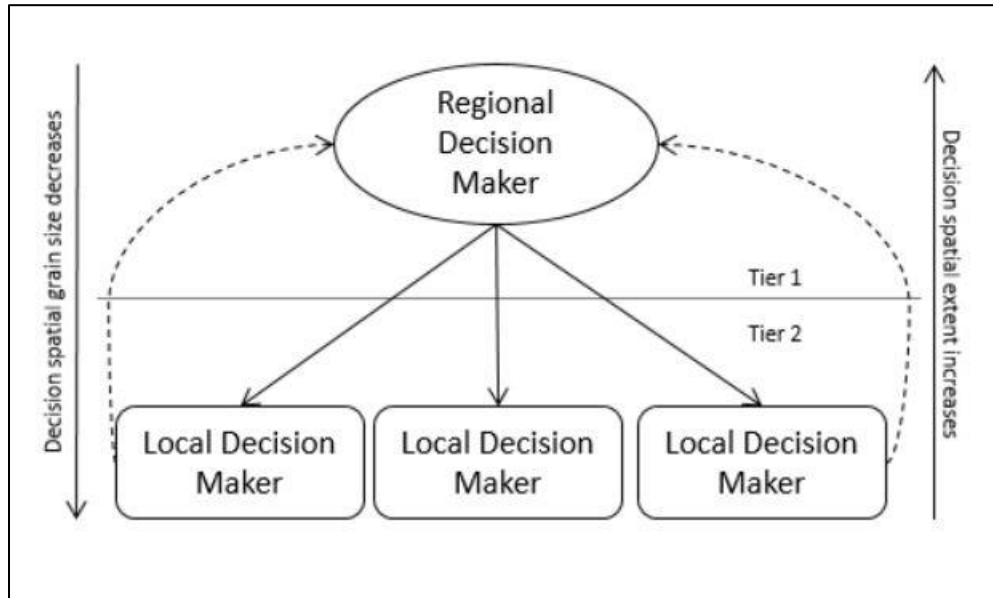 Regional
Decision
Maker
Decision spatial grain size decreases
Decision spatial extent increases
Tier 1
Tier 2
Local Decision
Maker
Local Decision
Maker
Local Decision
Maker